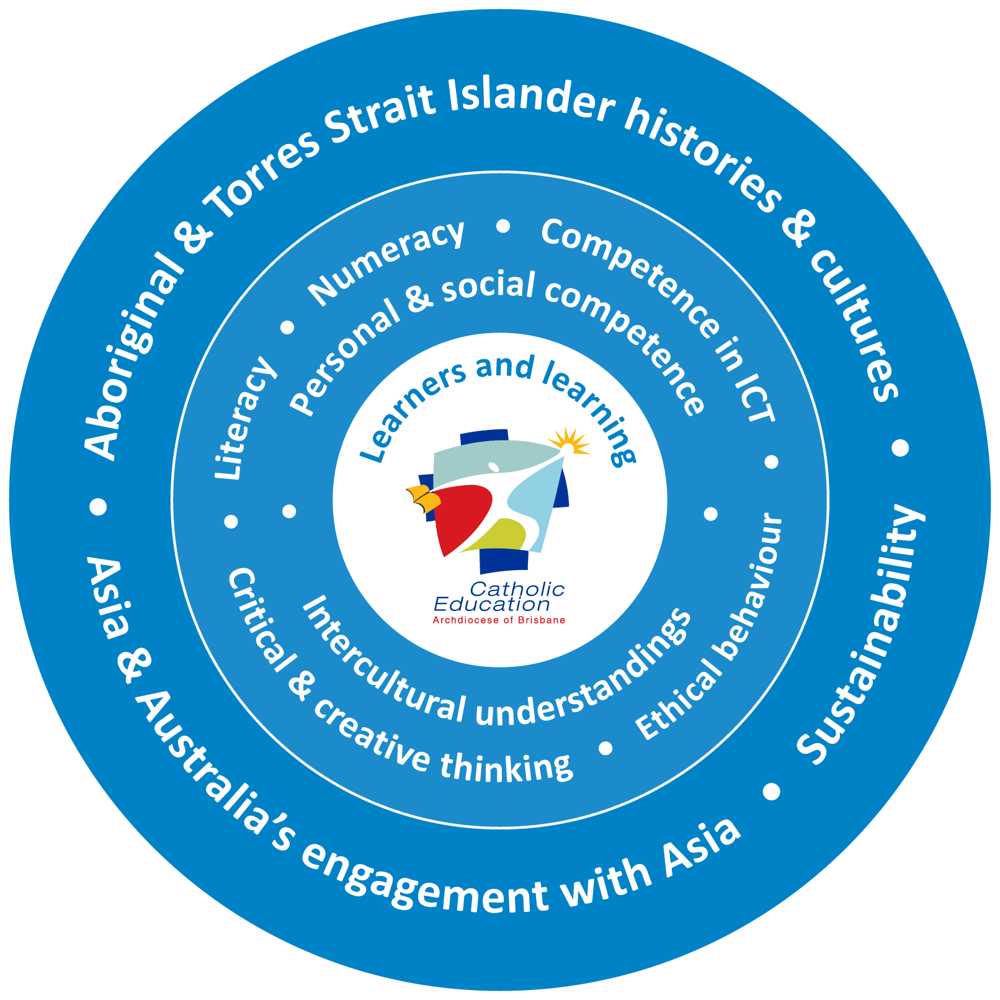 Aboriginal & Torres Strait Islander histories & cultures
•
Sustainability
•
Asia & Australia's engagement with Asia
•
Literacy • Numeracy • Competence in ICT
•
Ethical behaviour
•
Critical & creative thinking
•
Personal & social competence
•
Intercultural understandings
•
Learners and learning
Catholic
Education
Archdiocese of Brisbane